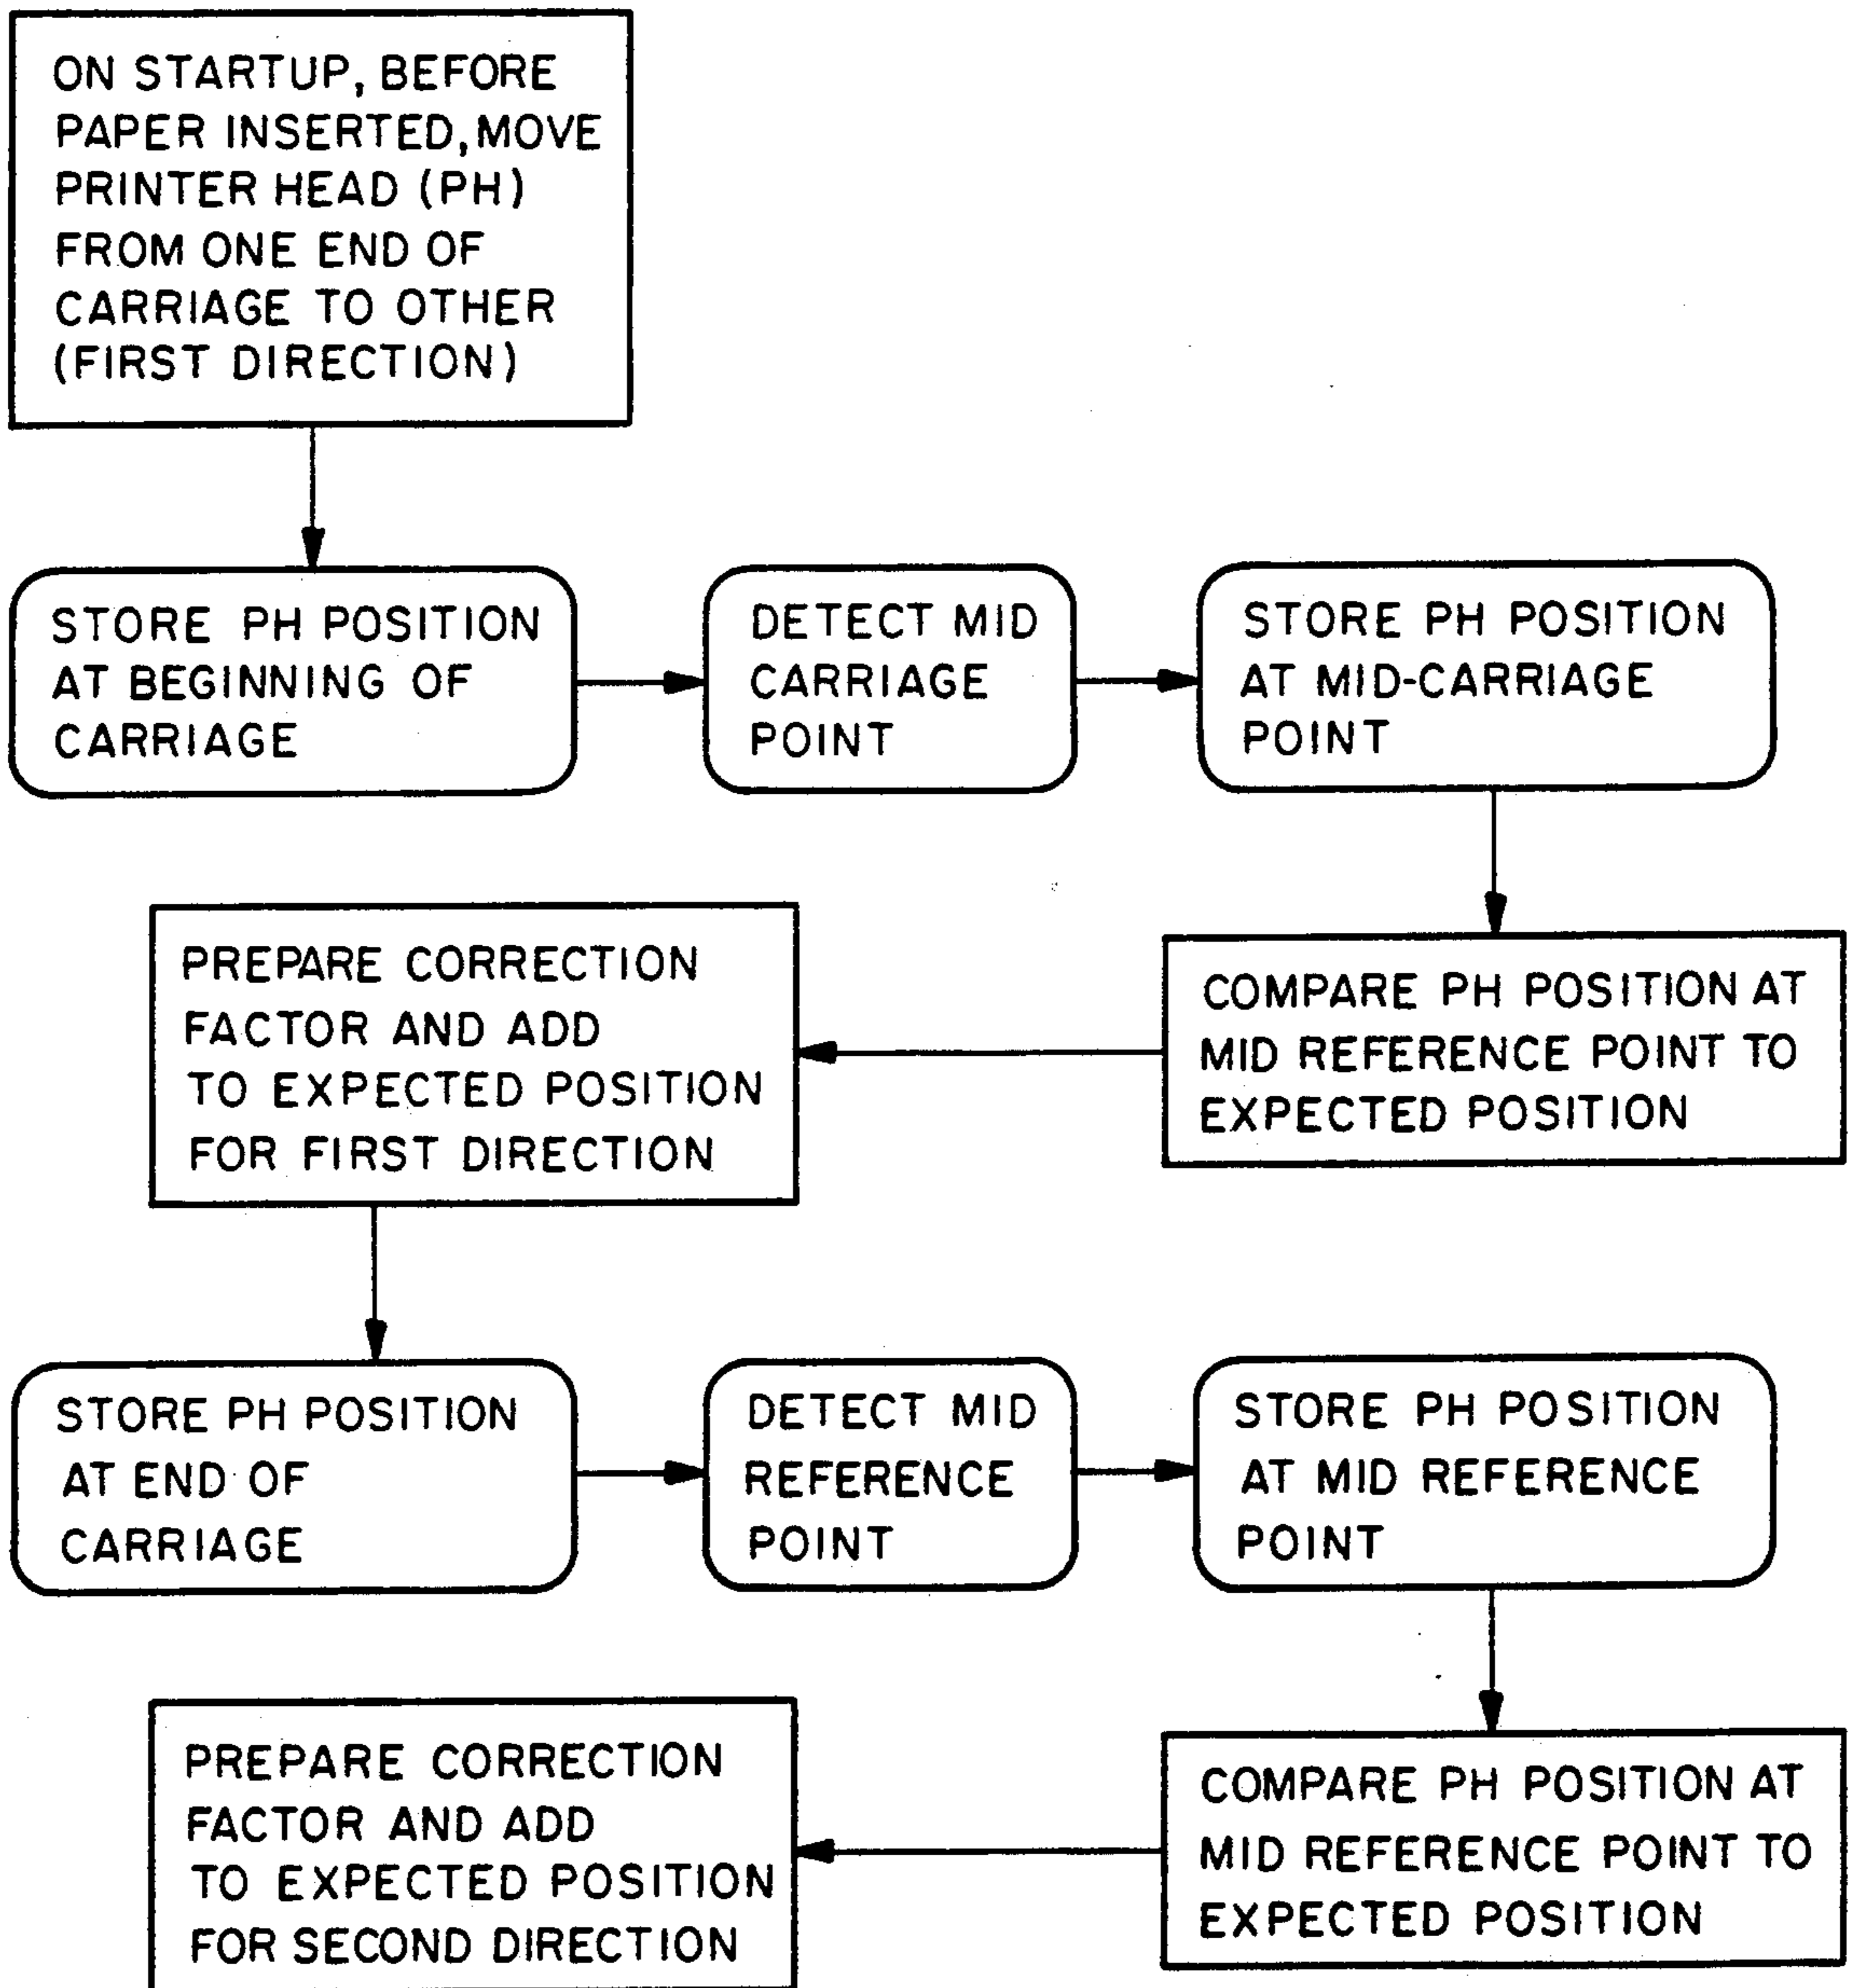 ON STARTUP, BEFORE
PAPER INSERTED, MOVE
PRINTER HEAD (PH)
FROM ONE END OF
CARRIAGE TO OTHER
(FIRST DIRECTION)
STORE PH POSITION
AT BEGINNING OF
CARRIAGE
DETECT MID
CARRIAGE
POINT
STORE PH POSITION
AT MID-CARRIAGE
POINT
COMPARE PH POSITION AT
MID REFERENCE POINT TO
EXPECTED POSITION
PREPARE CORRECTION
FACTOR AND ADD
TO EXPECTED POSITION
FOR FIRST DIRECTION
STORE PH POSITION
AT END OF
CARRIAGE
DETECT MID
REFERENCE
POINT
STORE PH POSITION
AT MID REFERENCE
POINT
COMPARE PH POSITION AT
MID REFERENCE POINT TO
EXPECTED POSITION
PREPARE CORRECTION
FACTOR AND ADD
TO EXPECTED POSITION
FOR SECOND DIRECTION